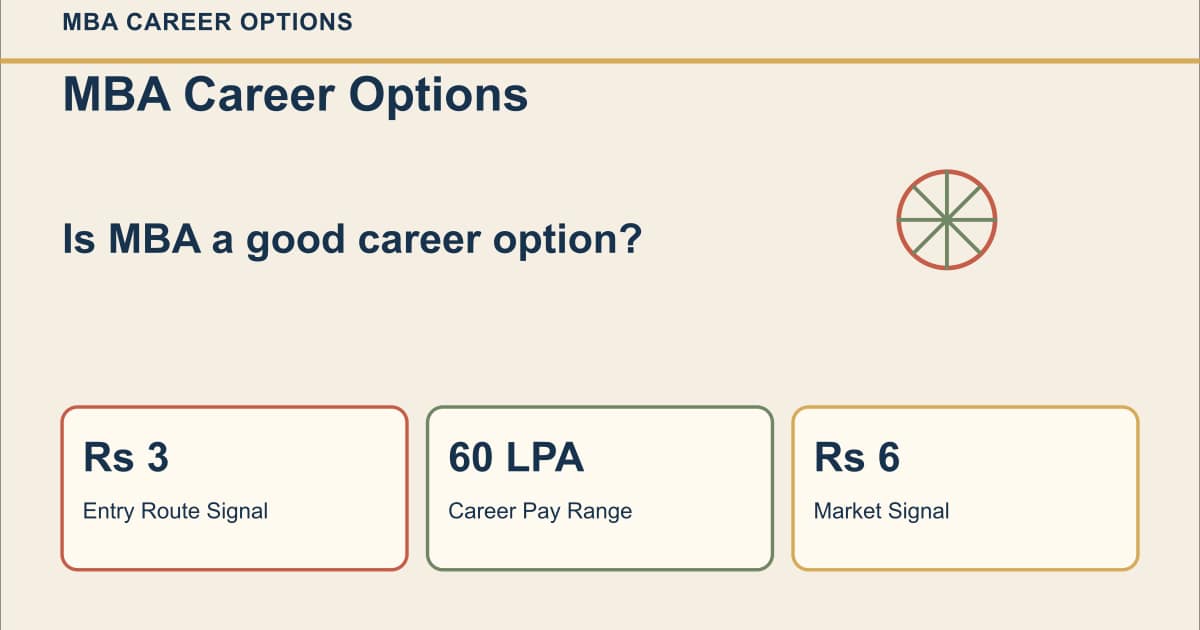 MBA CAREER OPTIONS
MBA Career Options
Is MBA a good career option?
Rs 3
Entry Route Signal
60 LPA
Career Pay Range
Rs 6
Market Signal